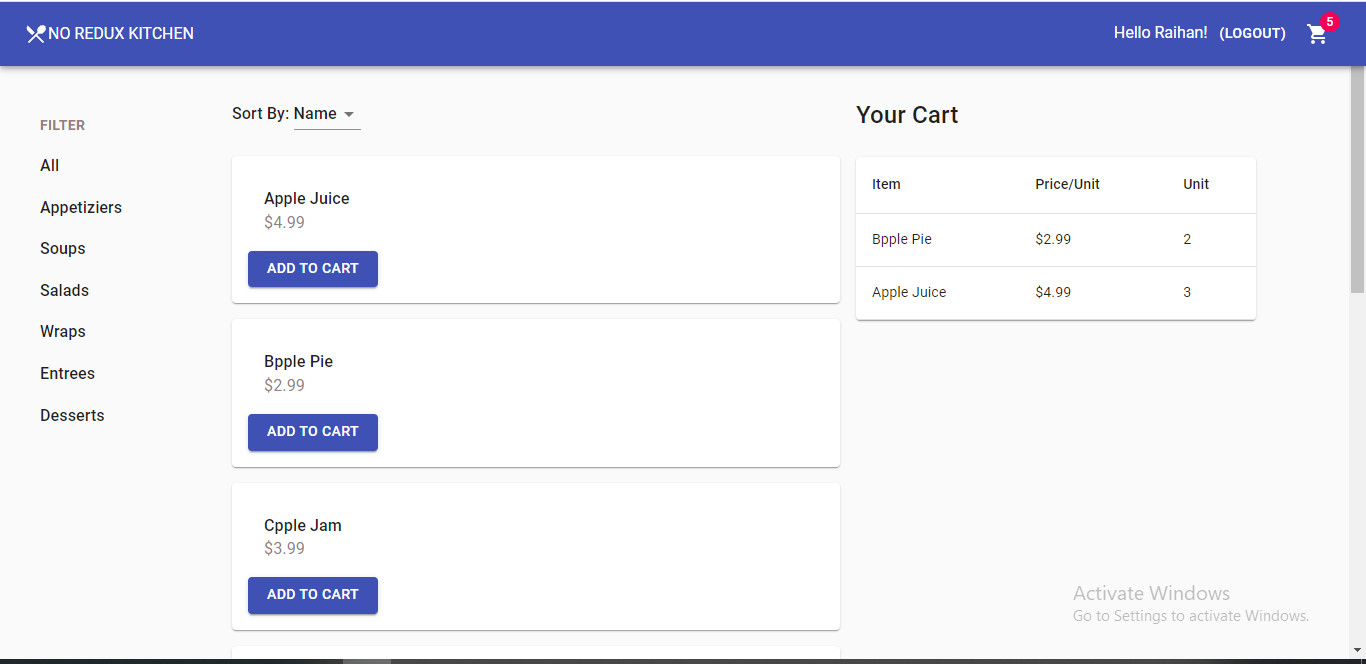 NO REDUX KITCHEN
Hello Raihan! (LOGOUT) 5
FILTER
All
Appetiziers
Soups
Salads
Wraps
Entrees
Desserts
Sort By: Name
Apple Juice
$4.99
ADD TO CART
Bpple Pie
$2.99
ADD TO CART
Cpple Jam
$3.99
ADD TO CART
Your Cart
Item Price/Unit Unit
Bpple Pie $2.99 2
Apple Juice $4.99 3
Activate Windows
Go to Settings to activate Windows.